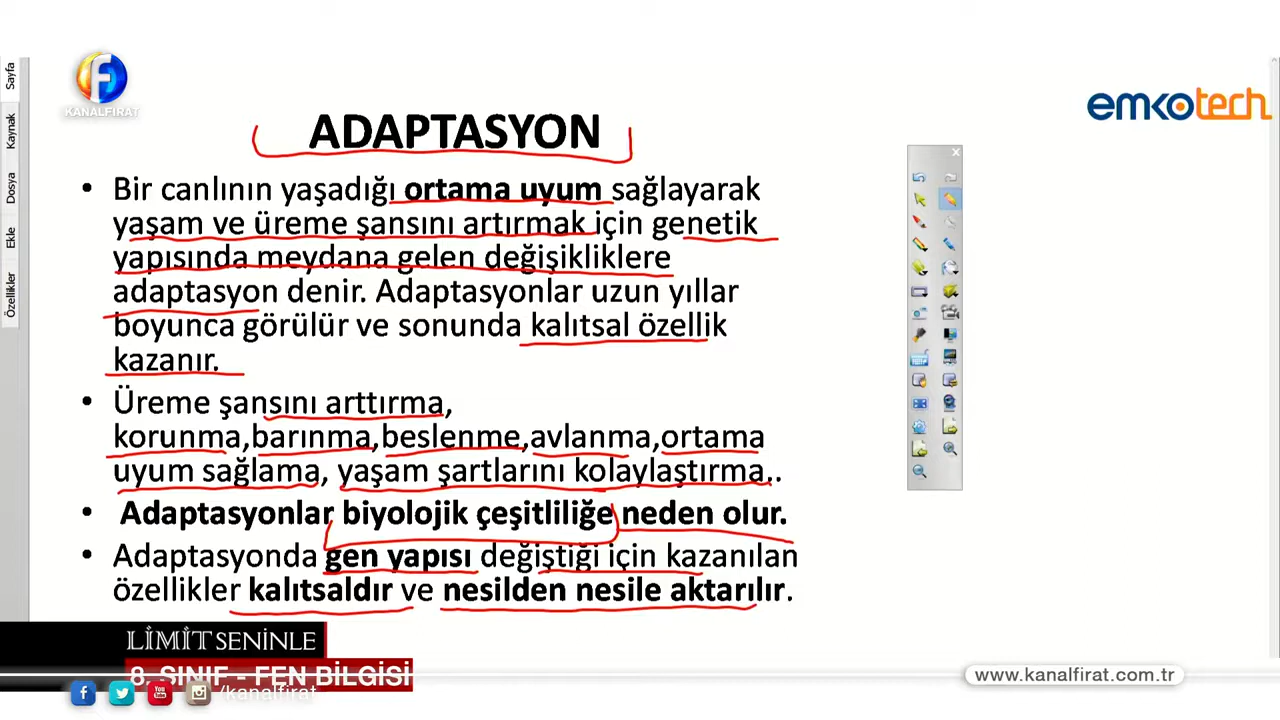 Sayfa
Kaynak
Dosya
Ekle
Özellikler
KANALFIRAT
emkotech
ADAPTASYON
• Bir canlının yaşadığı ortama uyum sağlayarak
yaşam ve üreme şansını artırmak için genetik
yapısında meydana gelen değişikliklere
adaptasyon denir. Adaptasyonlar uzun yıllar
boyunca görülür ve sonunda kalıtsal özellik
kazanır.
• Üreme şansını arttırma,
korunma,barınma,beslenme,avlanma,ortama
uyum sağlama, yaşam şartlarını kolaylaştırma..
• Adaptasyonlar biyolojik çeşitliliğe neden olur.
• Adaptasyonda gen yapısı değiştiği için kazanılan
özellikler kalıtsaldır ve nesilden nesile aktarılır.
LİMİT SENİNLE
8. SINIF - FEN BİLGİSİ
/kanalfirat
www.kanalfirat.com.tr